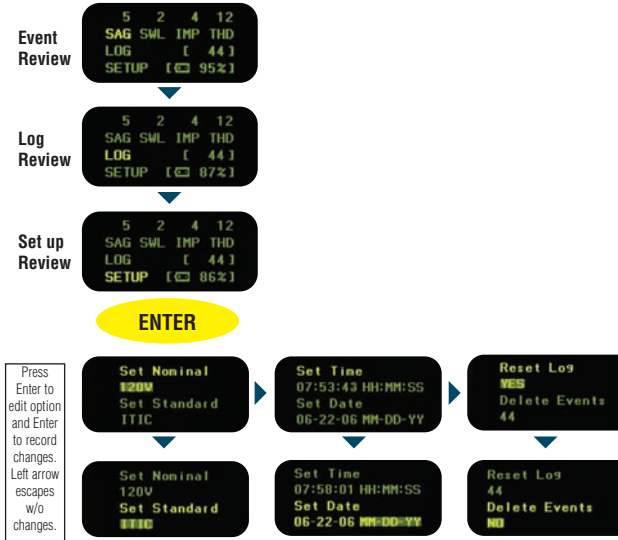 Event
Review
5 2 4 12
SAG SWL IMP THD
LOG [ 44 ]
SETUP [ 95% ]
Log
Review
5 2 4 12
SAG SWL IMP THD
LOG [ 44 ]
SETUP [ 87% ]
Set up
Review
5 2 4 12
SAG SWL IMP THD
LOG [ 44 ]
SETUP [ 86% ]
ENTER
Press
Enter to
edit option
and Enter
to record
changes.
Left arrow
escapes
w/o
changes.
Set Nominal
120V
Set Standard
ITIC
Set Time
07:53:43 HH:MM:SS
Set Date
06-22-06 MM-DD-YY
Reset Log
YES
Delete Events
44
Set Nominal
120V
Set Standard
ITIC
Set Time
07:58:01 HH:MM:SS
Set Date
06-22-06 MM-DD-YY
Reset Log
44
Delete Events
NO